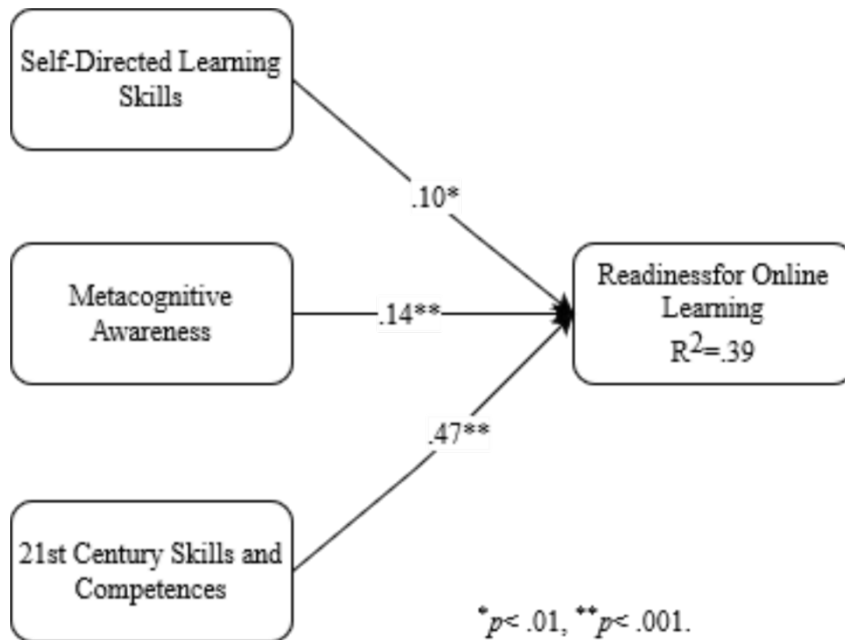 Self-Directed Learning
Skills
.10*
Metacognitive
Awareness
.14**
Readinessfor Online
Learning
R²=.39
.47**
21st Century Skills and
Competences
*p< .01, **p< .001.